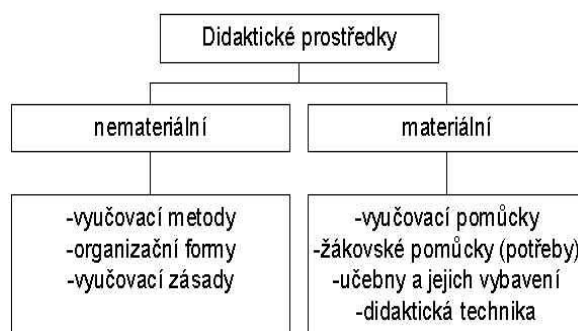 Didaktické prostředky
nemateriální
materiální
-vyučovací metody
-organizační formy
-vyučovací zásady
-vyučovací pomůcky
-žákovské pomůcky (potřeby)
-učebny a jejich vybavení
-didaktická technika